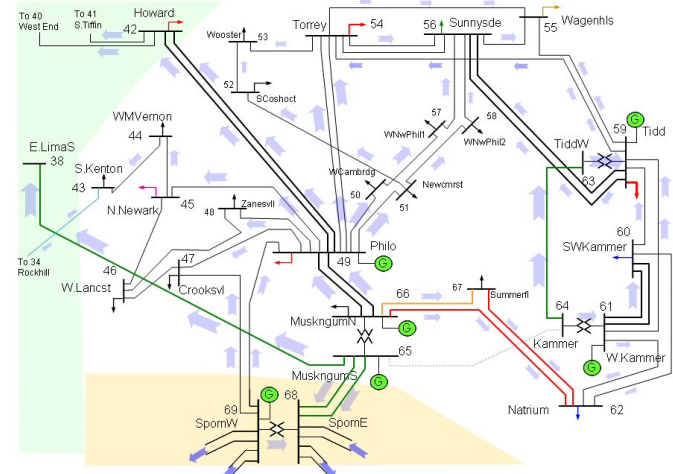 To 40
West End
To 41
S.Tiffin
Howard
42
Wooster
53
Torrey
54
56
Sunnysde
Wagenhls
55
52
SCoshoct
WMVernon
44
57
WNwPhil1
58
WNwPhil2
59
G
Tidd
E.LimaS
38
TiddW
63
S.Kenton
43
N.Newark
45
Zanesvll
48
WCambrdg
50
Newcmrst
51
To 34
Rockhill
46
W.Lancst
47
Crooksvl
49
Philo
G
60
SWKammer
66
67
Summerfl
MuskngumN
G
64
Kammer
61
W.Kammer
G
65
MuskngumS
G
Natrium
62
69
SpornW
G
68
SpornE